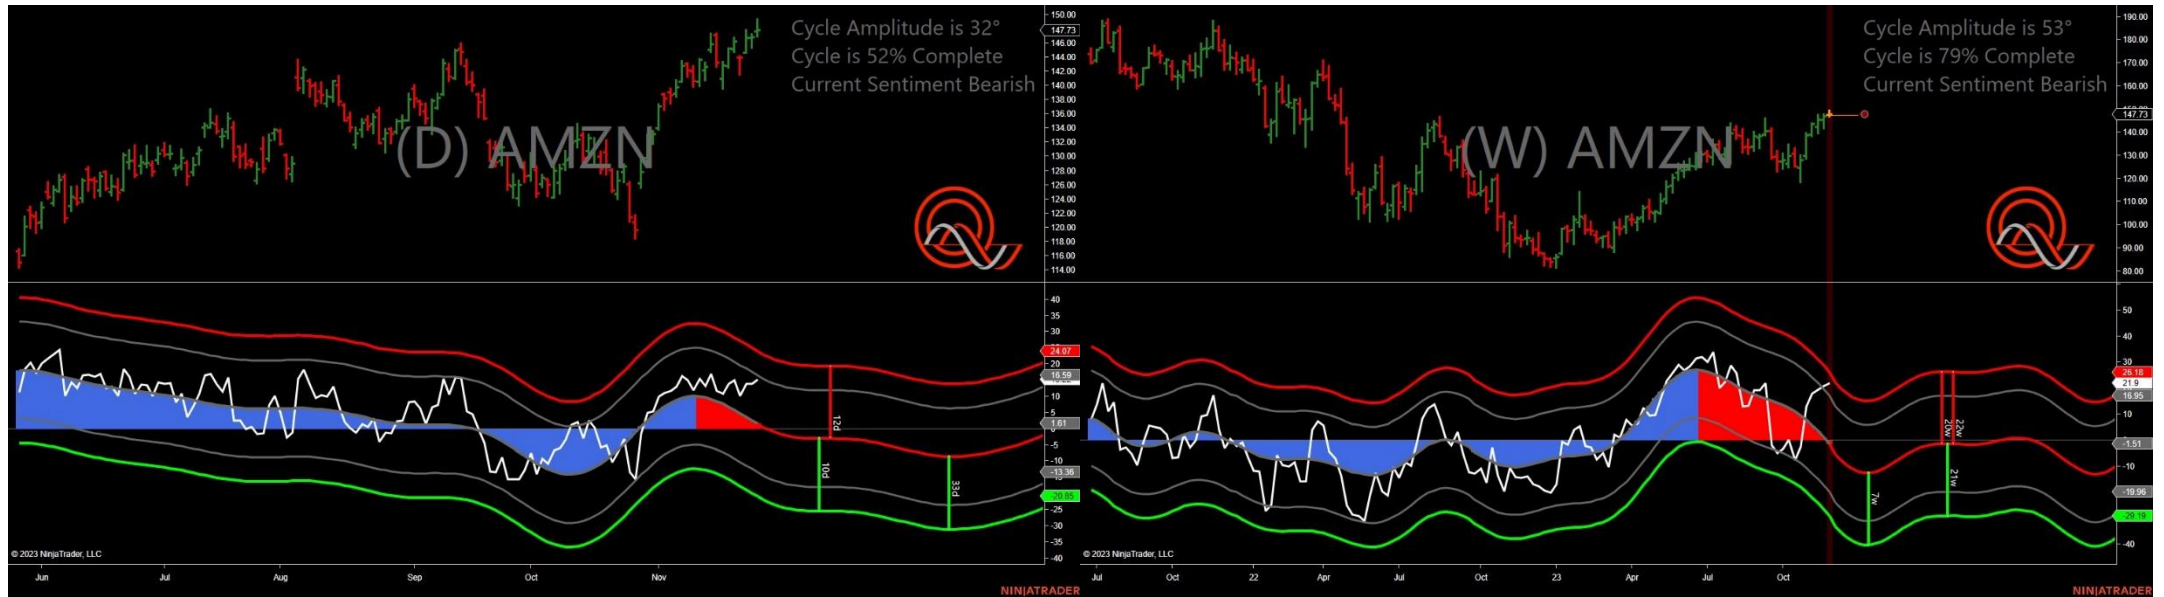 Cycle Amplitude is 32°
Cycle is 52% Complete
Current Sentiment Bearish
(D) AMZN
150.00
147.73
146.00
144.00
142.00
140.00
138.00
136.00
134.00
132.00
130.00
128.00
126.00
124.00
122.00
120.00
118.00
116.00
114.00
40
35
30
24.07
20
16.59
10
5
1.61
-5
-10
-13.36
-20.85
-25
-30
-35
-40
12d
10d
33d
© 2023 NinjaTrader, LLC
Jun Jul Aug Sep Oct Nov
NINJATRADER
Cycle Amplitude is 53°
Cycle is 79% Complete
Current Sentiment Bearish
(W) AMZN
190.00
180.00
170.00
160.00
147.73
140.00
130.00
120.00
110.00
100.00
90.00
80.00
50
40
30
26.18
21.9
16.95
10
-1.51
-10
-19.96
-29.19
-40
20w
22w
21w
7w
© 2023 NinjaTrader, LLC
Jul Oct 22 Apr Jul Oct 23 Apr Jul Oct
NINJATRADER